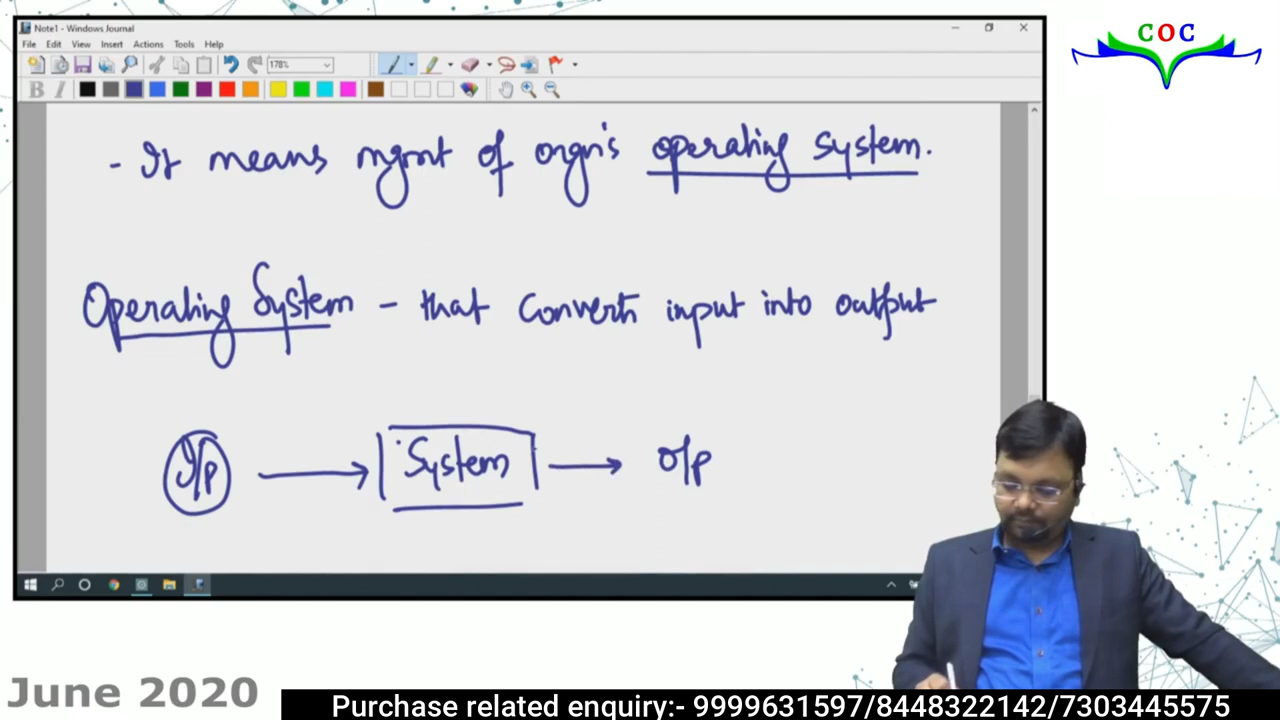 Note1 - Windows Journal
File Edit View Insert Actions Tools Help
178%
B I
COC
- It means mgmt of orgn's operating system.
Operating System - that convert input into output
I/p → System → O/p
June 2020
Purchase related enquiry:- 9999631597/8448322142/7303445575